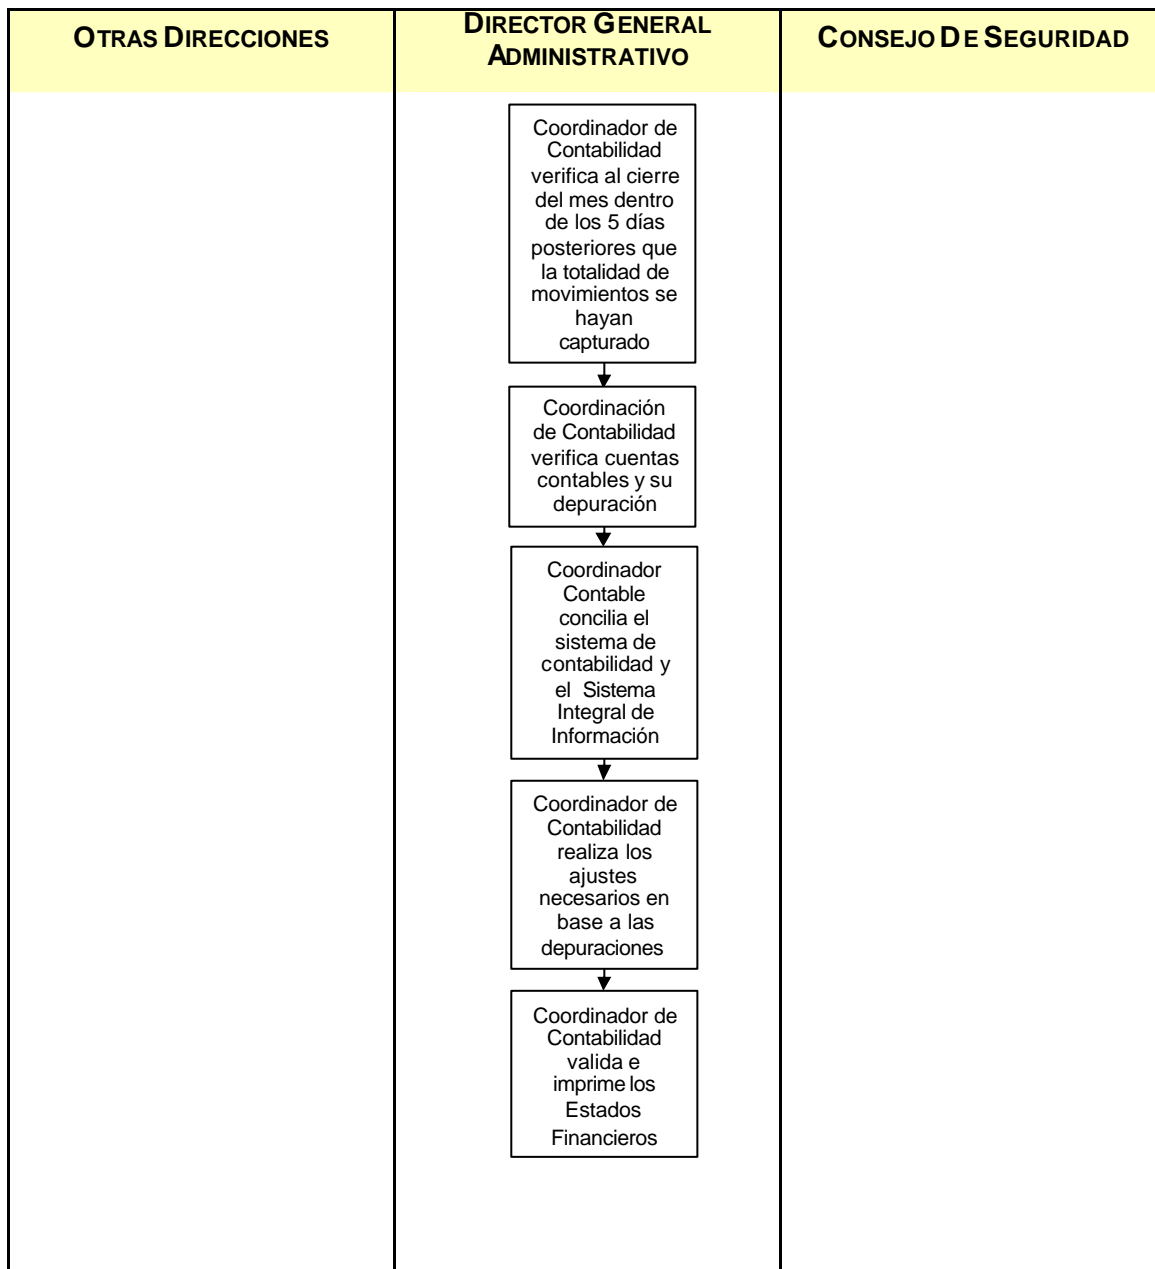 OTRAS DIRECCIONES
DIRECTOR GENERAL
ADMINISTRATIVO
CONSEJO DE SEGURIDAD
Coordinador de
Contabilidad
verifica al cierre
del mes dentro
de los 5 días
posteriores que
la totalidad de
movimientos se
hayan
capturado
Coordinación
de Contabilidad
verifica cuentas
contables y su
depuración
Coordinador
Contable
concilia el
sistema de
contabilidad y
el Sistema
Integral de
Información
Coordinador de
Contabilidad
realiza los
ajustes
necesarios en
base a las
depuraciones
Coordinador de
Contabilidad
valida e
imprime los
Estados
Financieros